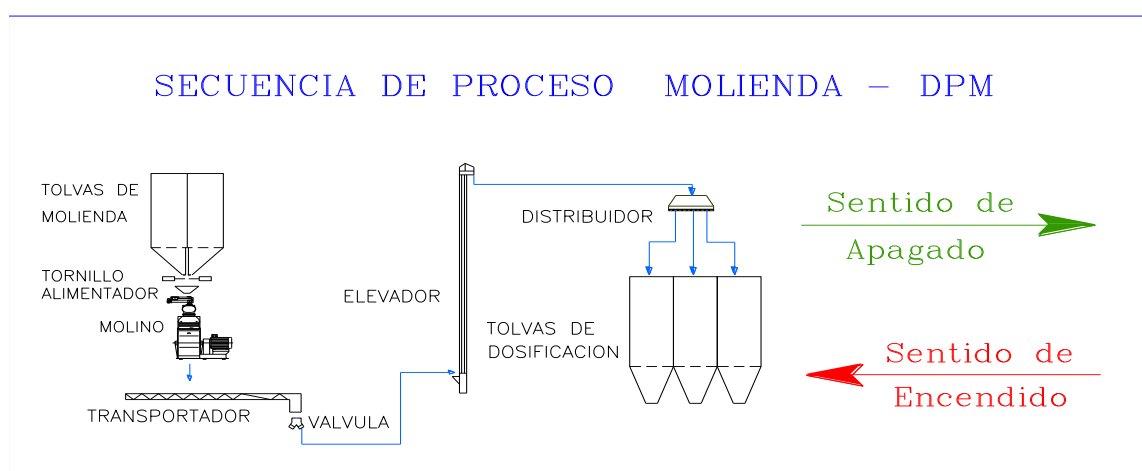 SECUENCIA DE PROCESO MOLIENDA - DPM
TOLVAS DE
MOLIENDA
TORNILLO
ALIMENTADOR
MOLINO
TRANSPORTADOR
VALVULA
ELEVADOR
DISTRIBUIDOR
TOLVAS DE
DOSIFICACION
Sentido de
Apagado
Sentido de
Encendido